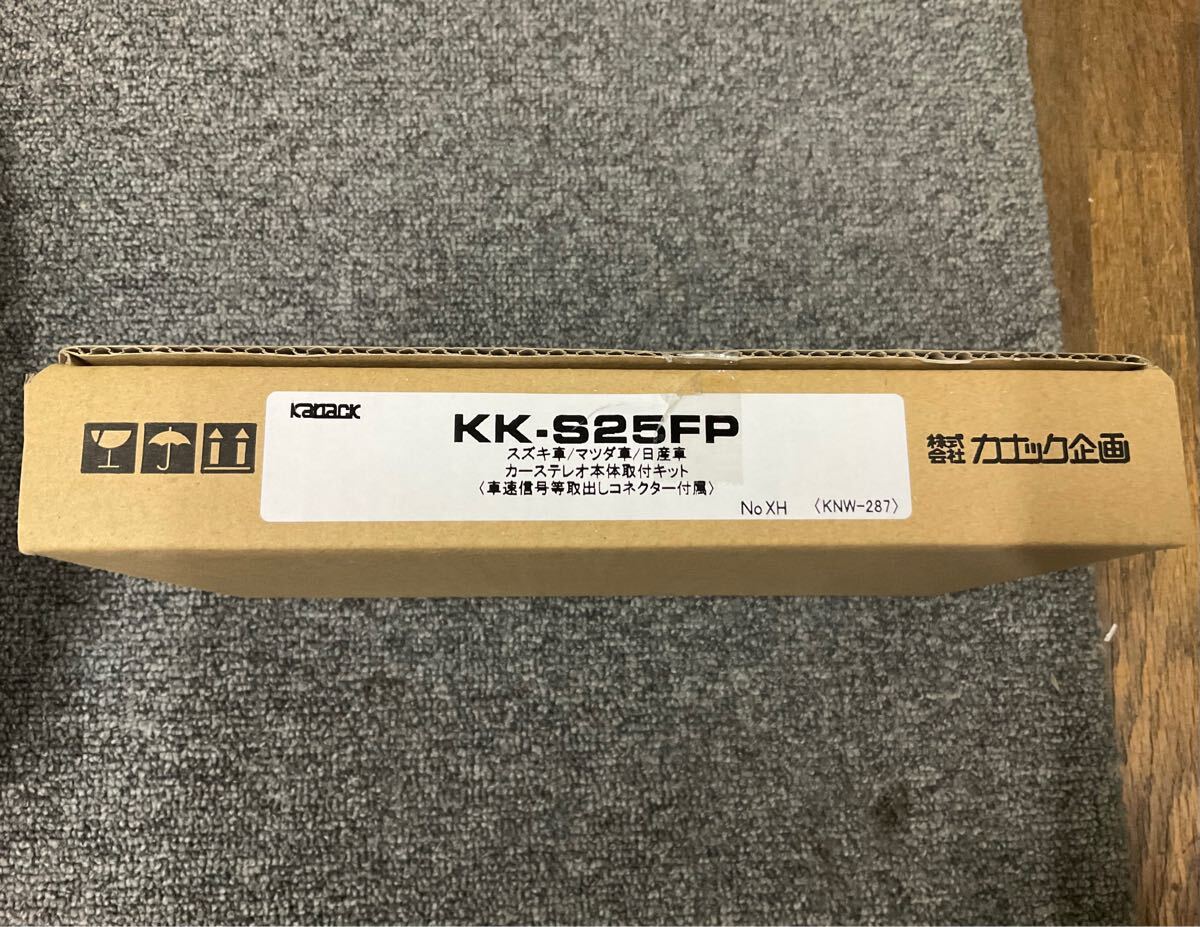 Kanack
KK-S25FP
スズキ車/マツダ車/日産車
カーステレオ本体取付キット
〈車速信号等取出しコネクター付属〉
No XH 〈KNW-287〉
株式会社 カナック企画